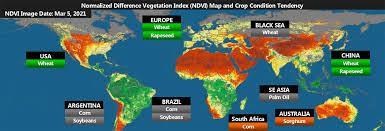 Normalized Difference Vegetation Index (NDVI) Map and Crop Condition Tendency
NDVI Image Date: Mar 5, 2021
EUROPE
Wheat
Rapeseed
BLACK SEA
Wheat
USA
Wheat
CHINA
Wheat
Rapeseed
SE ASIA
Palm Oil
ARGENTINA
Corn
Soybeans
BRAZIL
Corn
Soybeans
South Africa
Corn
AUSTRALIA
Sorghum